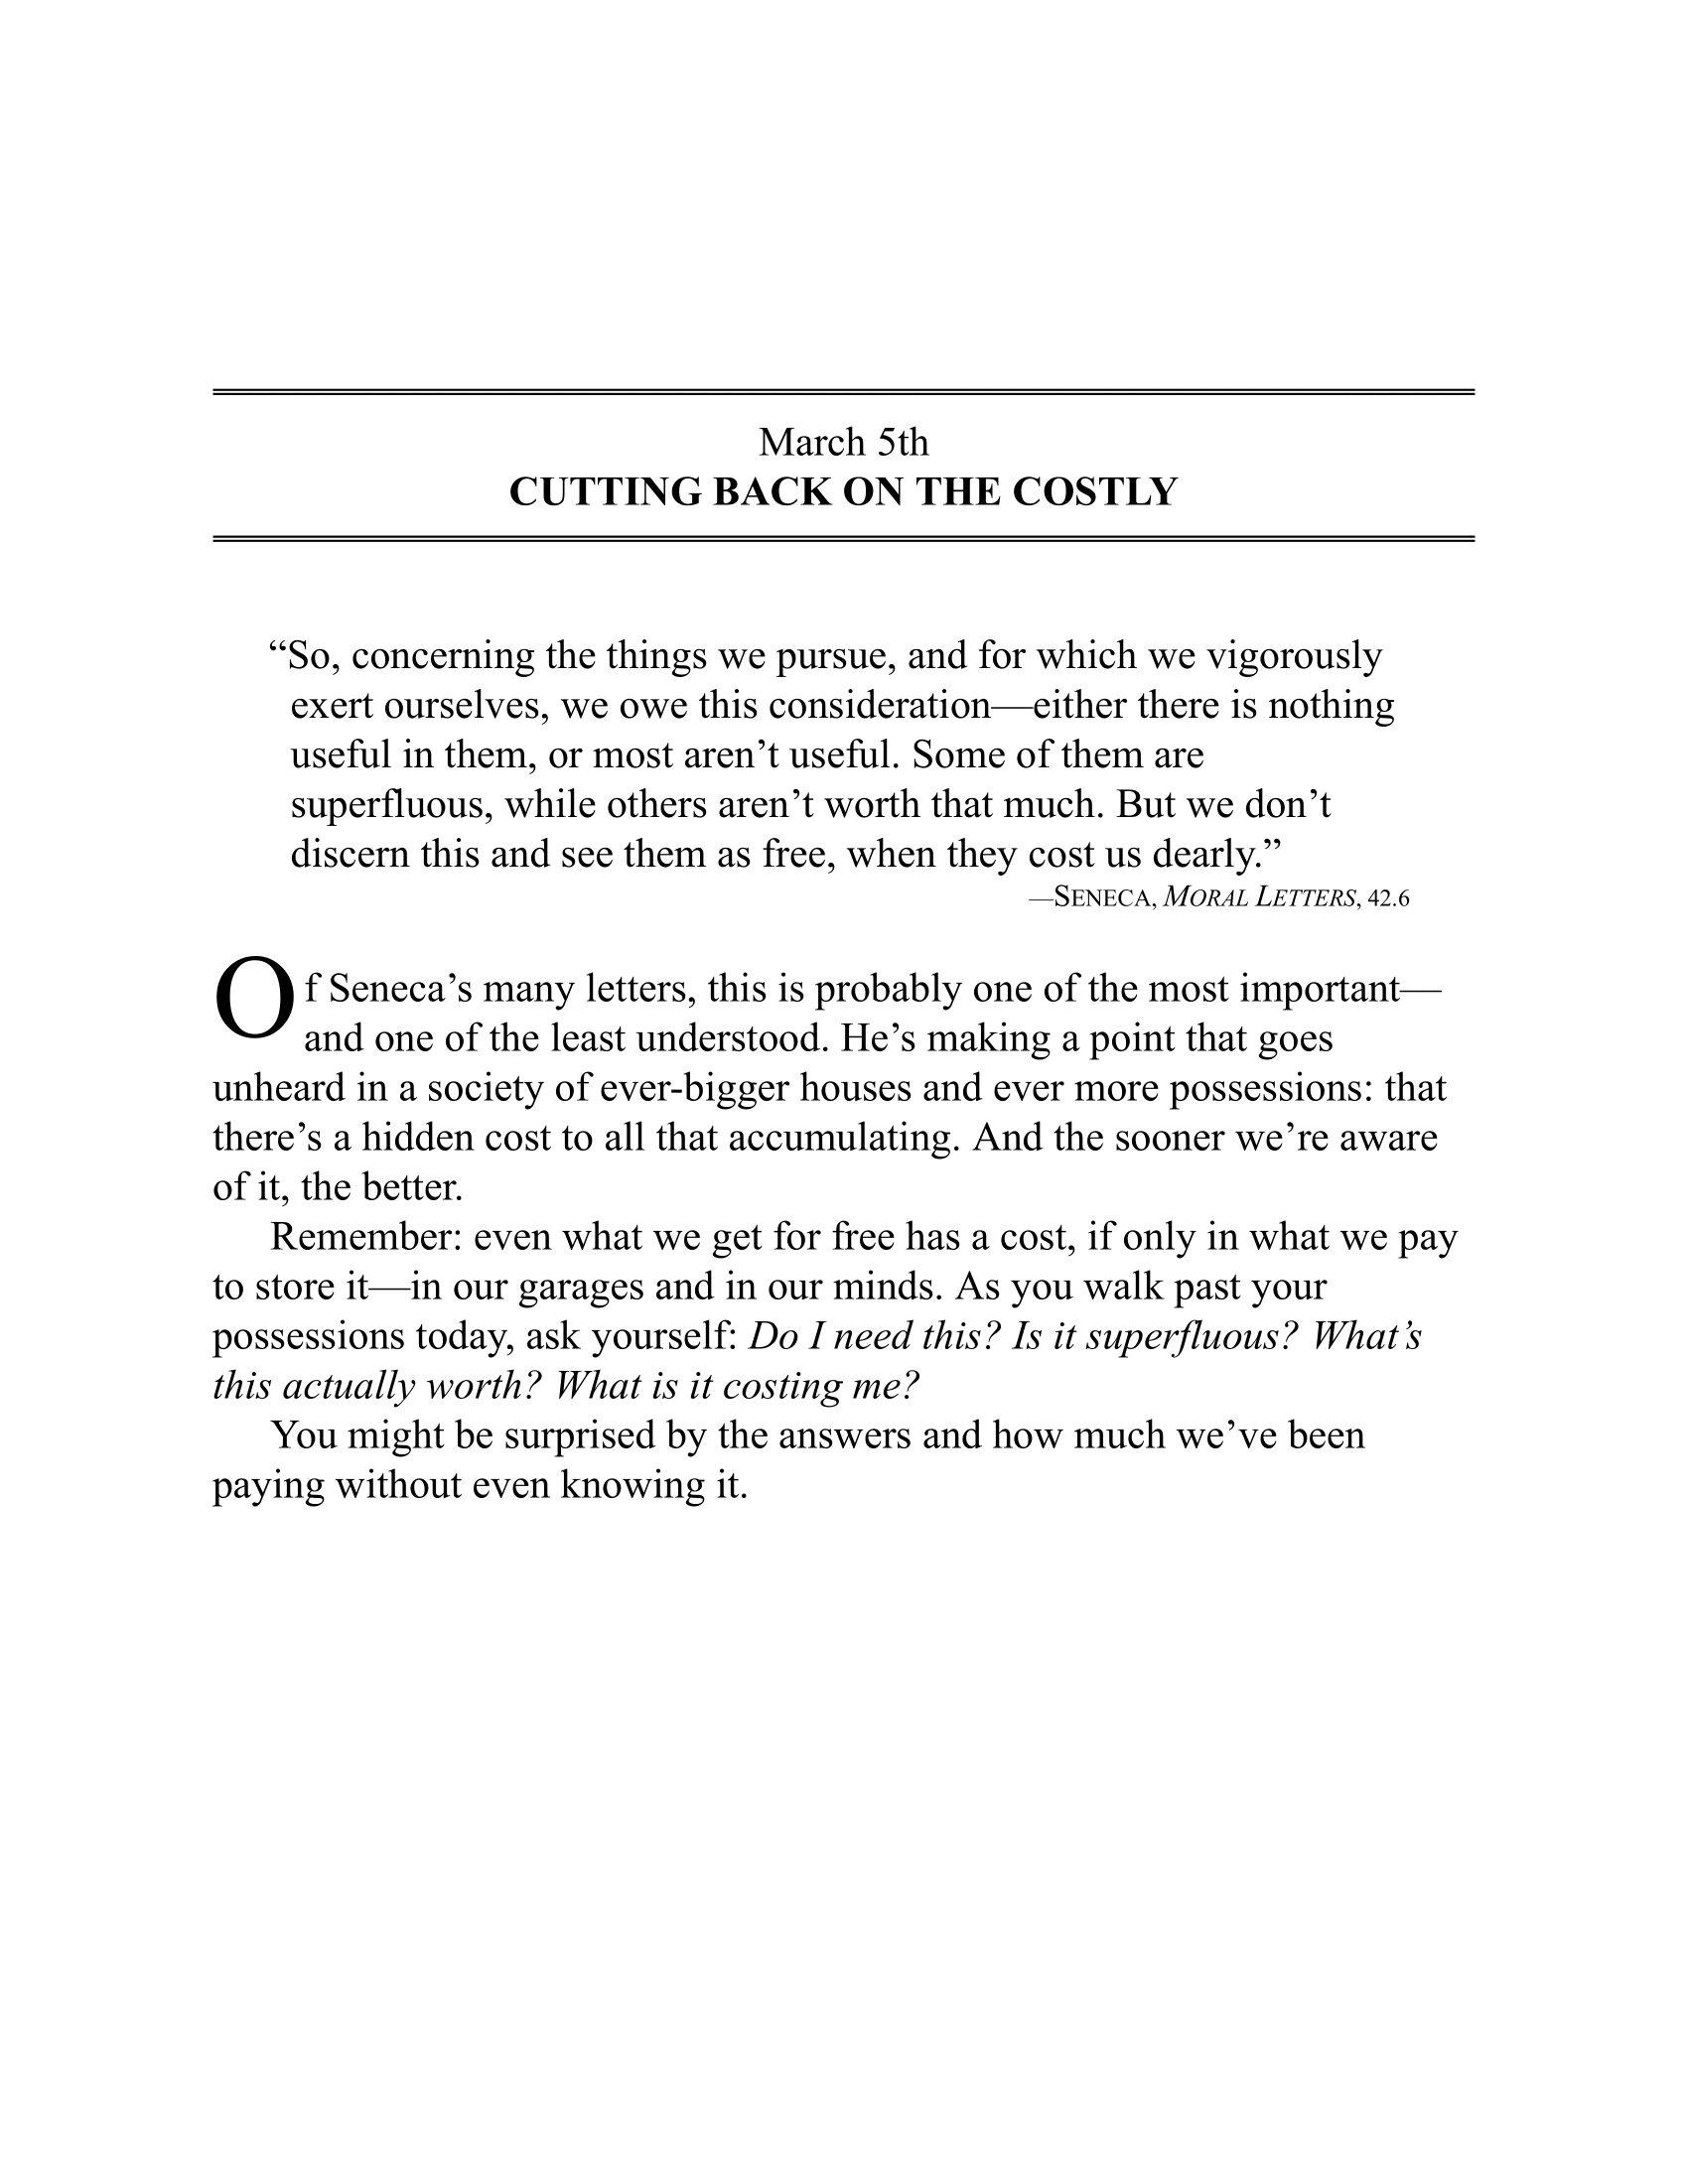 March 5th
CUTTING BACK ON THE COSTLY
“So, concerning the things we pursue, and for which we vigorously
exert ourselves, we owe this consideration—either there is nothing
useful in them, or most aren’t useful. Some of them are
superfluous, while others aren’t worth that much. But we don’t
discern this and see them as free, when they cost us dearly.”
—SENECA, MORAL LETTERS, 42.6
Of Seneca’s many letters, this is probably one of the most important—
and one of the least understood. He’s making a point that goes
unheard in a society of ever-bigger houses and ever more possessions: that
there’s a hidden cost to all that accumulating. And the sooner we’re aware
of it, the better.
Remember: even what we get for free has a cost, if only in what we pay
to store it—in our garages and in our minds. As you walk past your
possessions today, ask yourself: Do I need this? Is it superfluous? What’s
this actually worth? What is it costing me?
You might be surprised by the answers and how much we’ve been
paying without even knowing it.